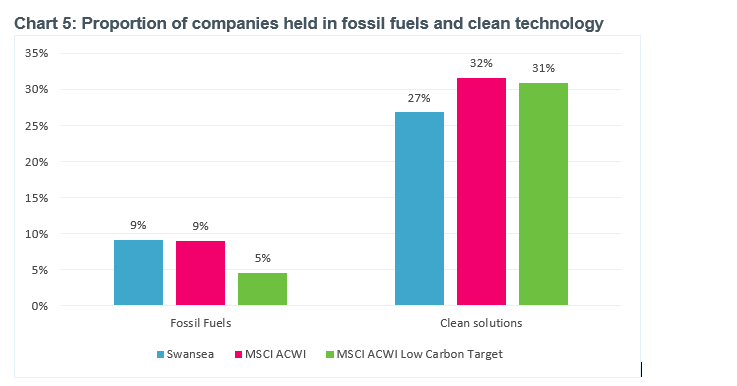 Chart 5: Proportion of companies held in fossil fuels and clean technology
35%
30%
25%
20%
15%
10%
5%
0%
9%
9%
5%
27%
32%
31%
Fossil Fuels
Clean solutions
Swansea
MSCI ACWI
MSCI ACWI Low Carbon Target